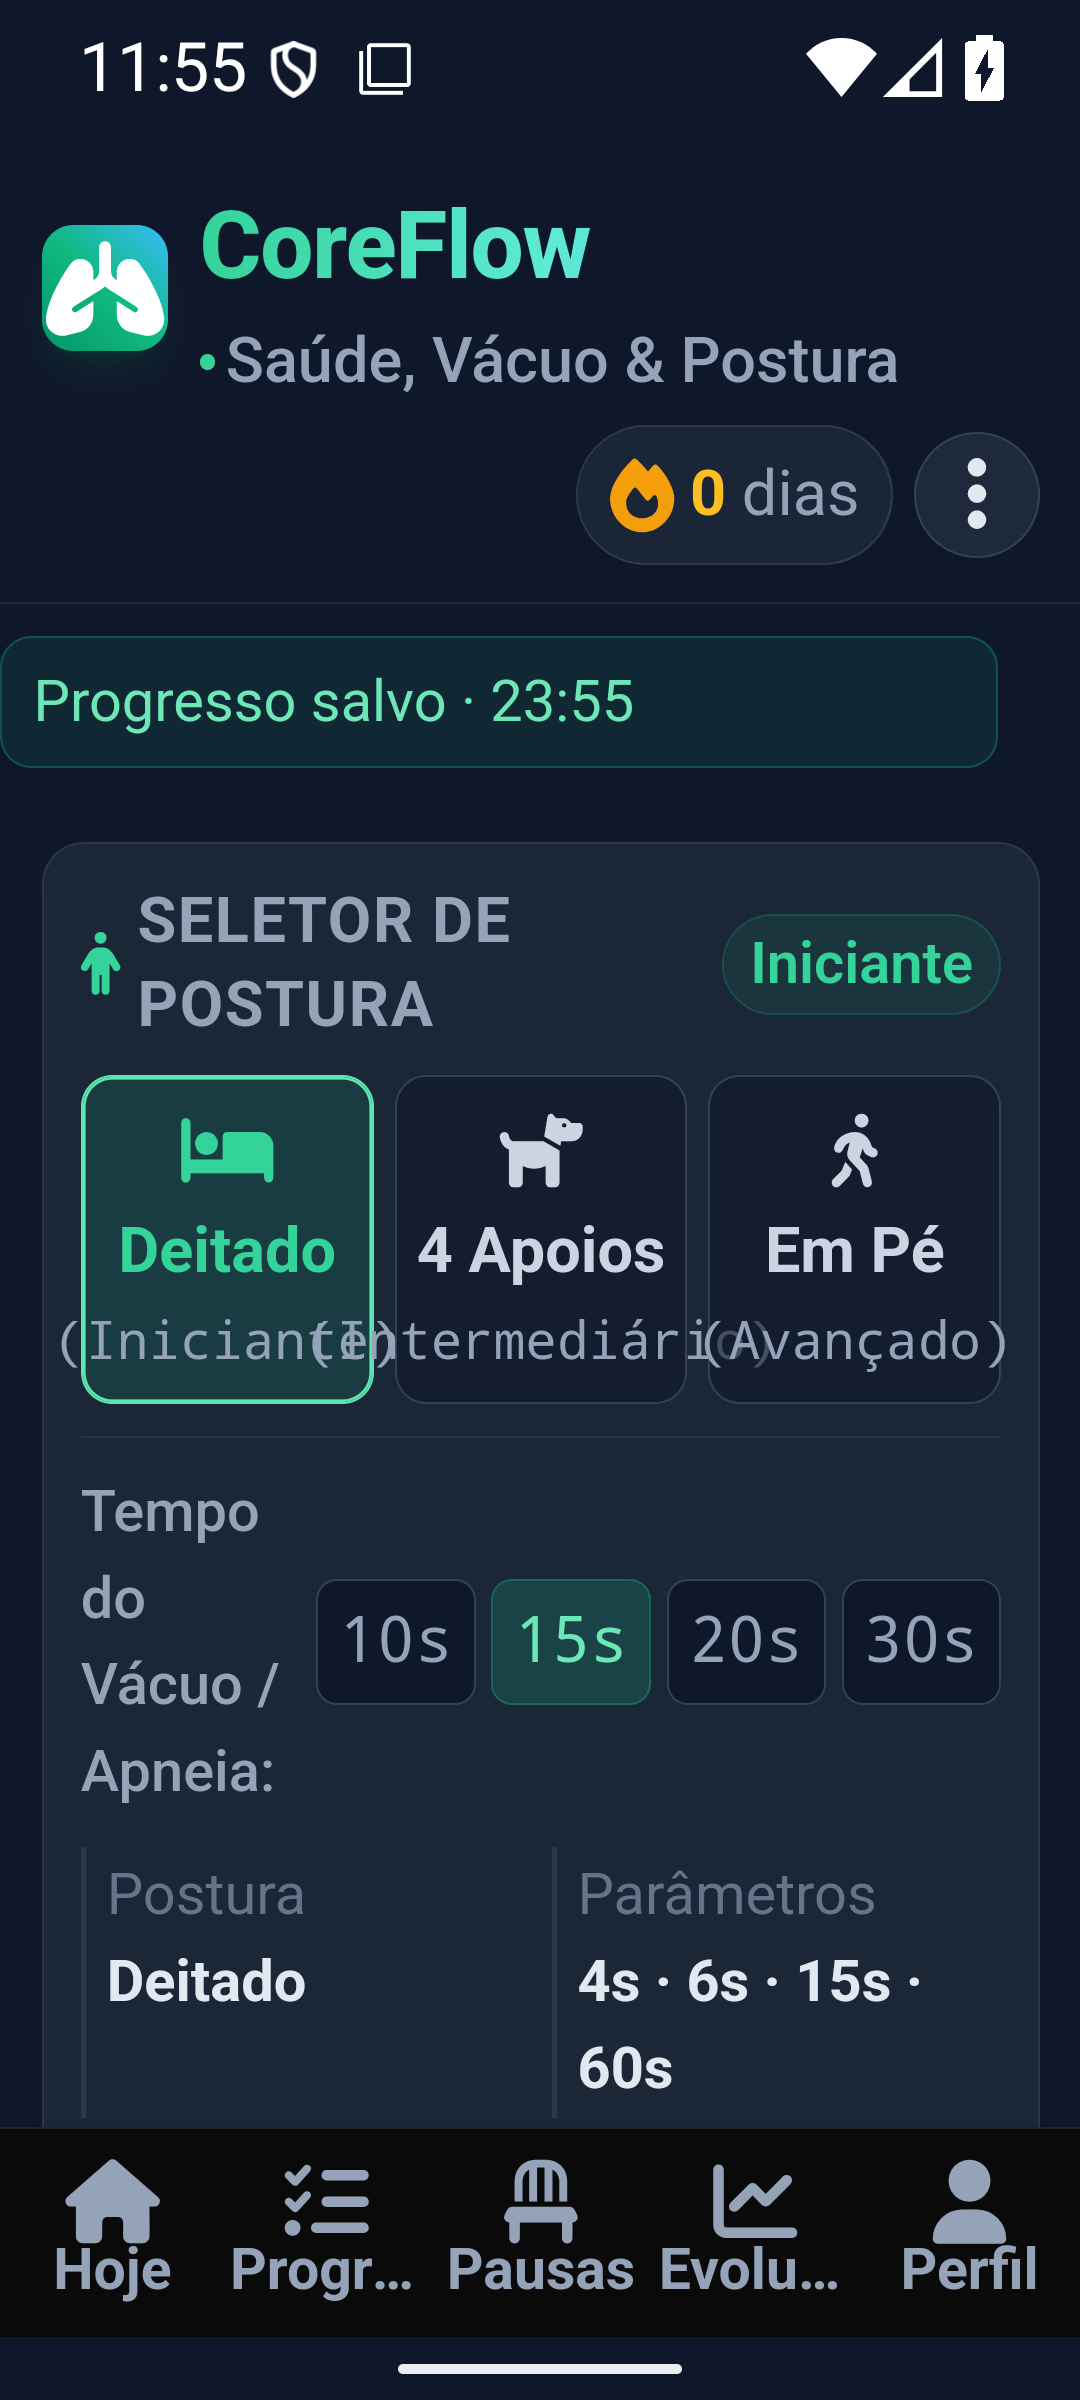 11:55
CoreFlow
Saúde, Vácuo & Postura
0 dias
Progresso salvo · 23:55
SELETOR DE
POSTURA
Iniciante
Deitado
4 Apoios
Em Pé
(Iniciante)
(Intermediário)
(Avançado)
Tempo
do
Vácuo /
Apneia:
10s
15s
20s
30s
Postura
Deitado
Parâmetros
4s · 6s · 15s ·
60s
Hoje
Progr...
Pausas
Evolu...
Perfil